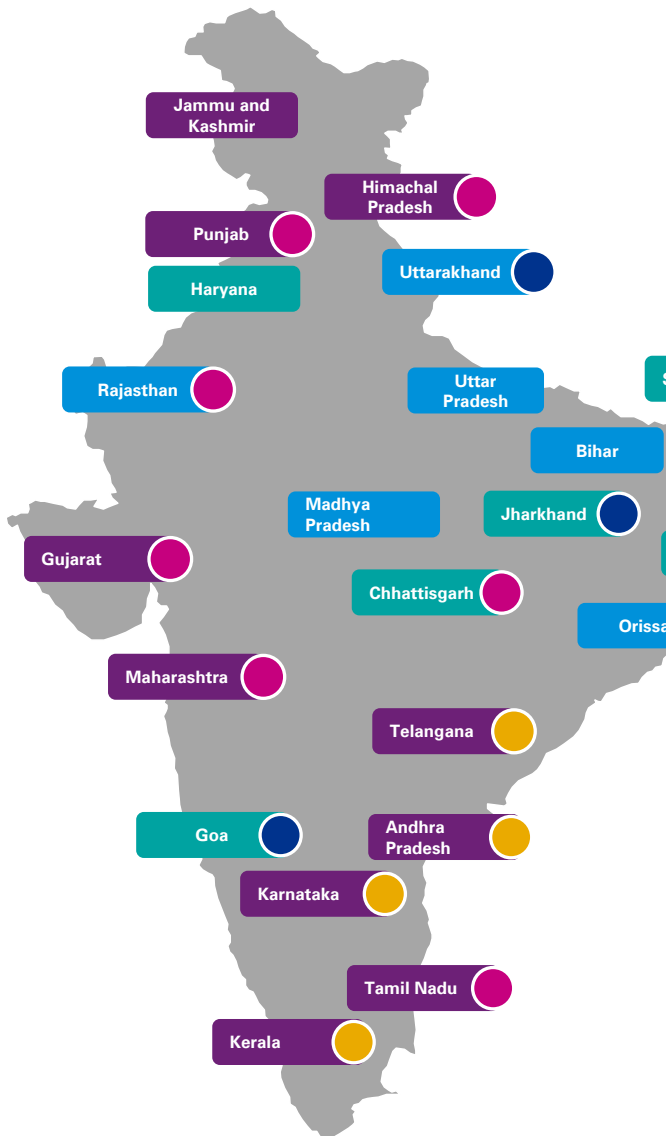 Jammu and
Kashmir
Himachal
Pradesh
Punjab
Uttarakhand
Haryana
Rajasthan
Uttar
Pradesh
Bihar
Madhya
Pradesh
Jharkhand
Gujarat
Chhattisgarh
Orissa
Maharashtra
Telangana
Goa
Andhra
Pradesh
Karnataka
Tamil Nadu
Kerala